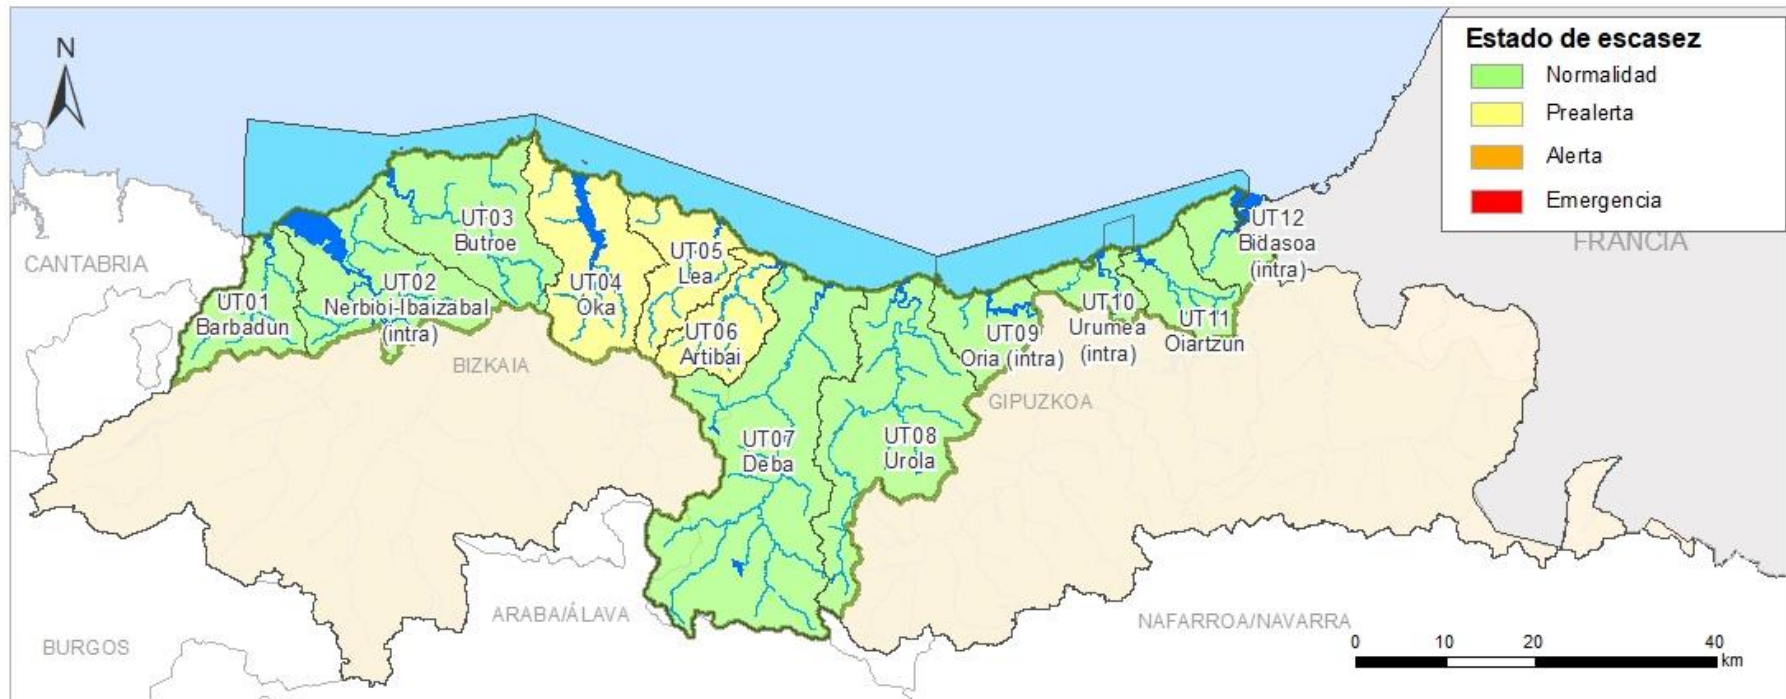 N
Estado de escasez
Normalidad
Prealerta
Alerta
Emergencia
FRANCIA
CANTABRIA
UT01
Barbadun
UT02
Nerbioi-Ibaizabal
(intra)
UT03
Butroe
UT04
Oka
UT05
Lea
UT06
Artibai
UT07
Deba
UT08
Urola
UT09
Oria (intra)
UT10
Urumea
(intra)
UT11
Oiartzun
UT12
Bidasoa
(intra)
BIZKAIA
GIPUZKOA
ARABA/ÁLAVA
NAFARROA/NAVARRA
BURGOS
0 10 20 40
km